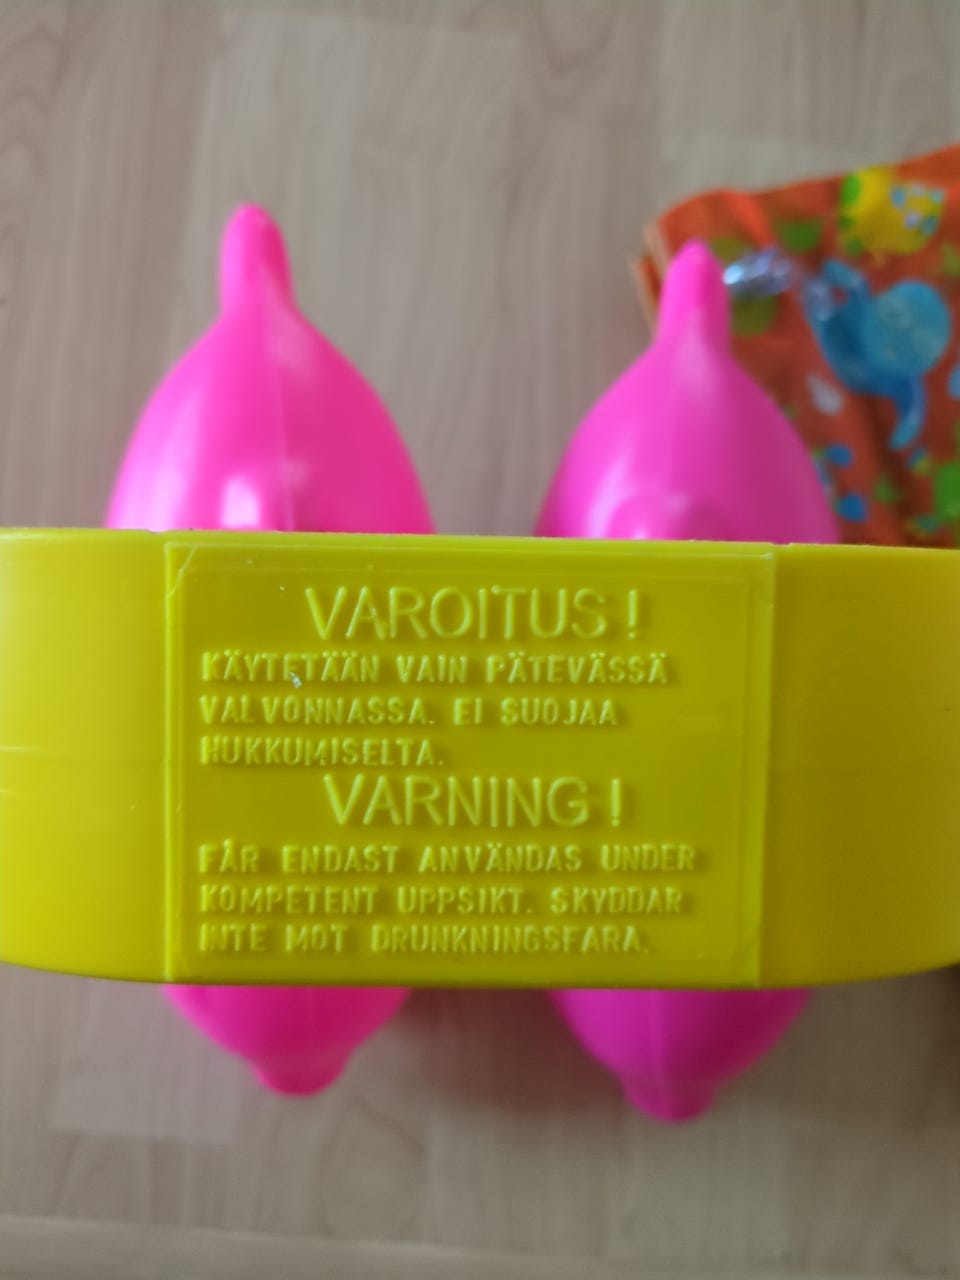 VAROITUS!
KÄYTETÄÄN VAIN PÄTEVÄSSÄ
VALVONNASSA. EI SUOJAA
HUKKUMISELTA.
VARNING!
FÅR ENDAST ANVÄNDAS UNDER
KOMPETENT UPPSIKT. SKYDDAR
INTE MOT DRUNKNINGSFARA.